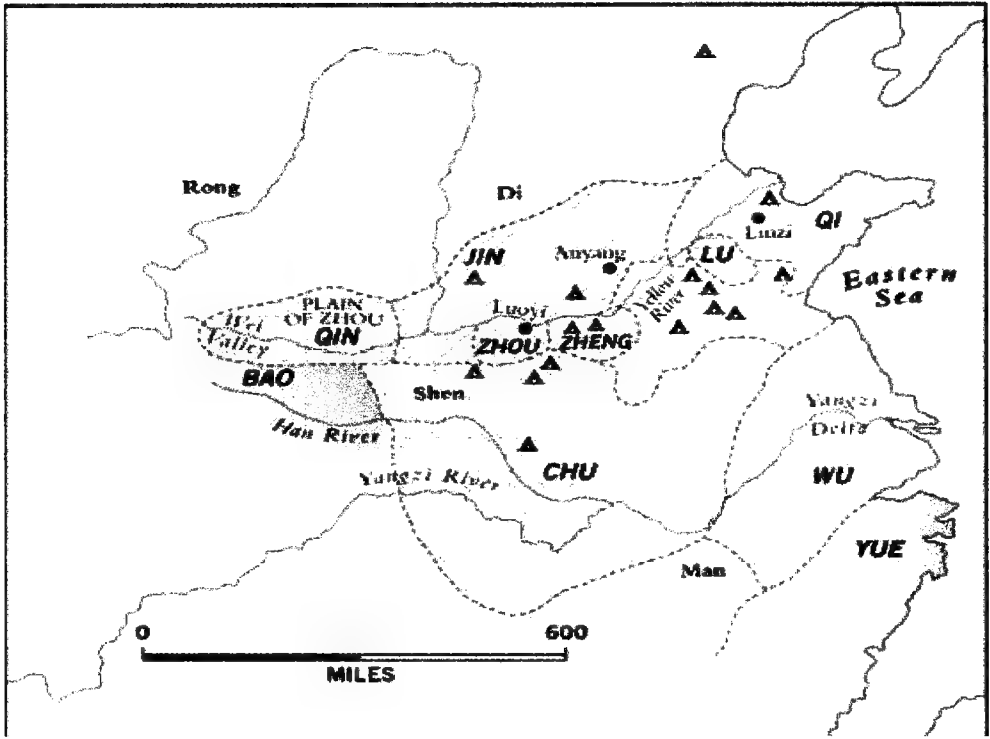 Rong
Di
QI
Linzi
JIN
Anyang
LU
Eastern
Sea
Yellow
River
PLAIN
OF ZHOU
Luoyi
Wei
Valley
QIN
ZHOU
ZHENG
BAO
Shen
Han River
Yangzi
Delta
Yangzi River
CHU
WU
YUE
Man
0 600
MILES